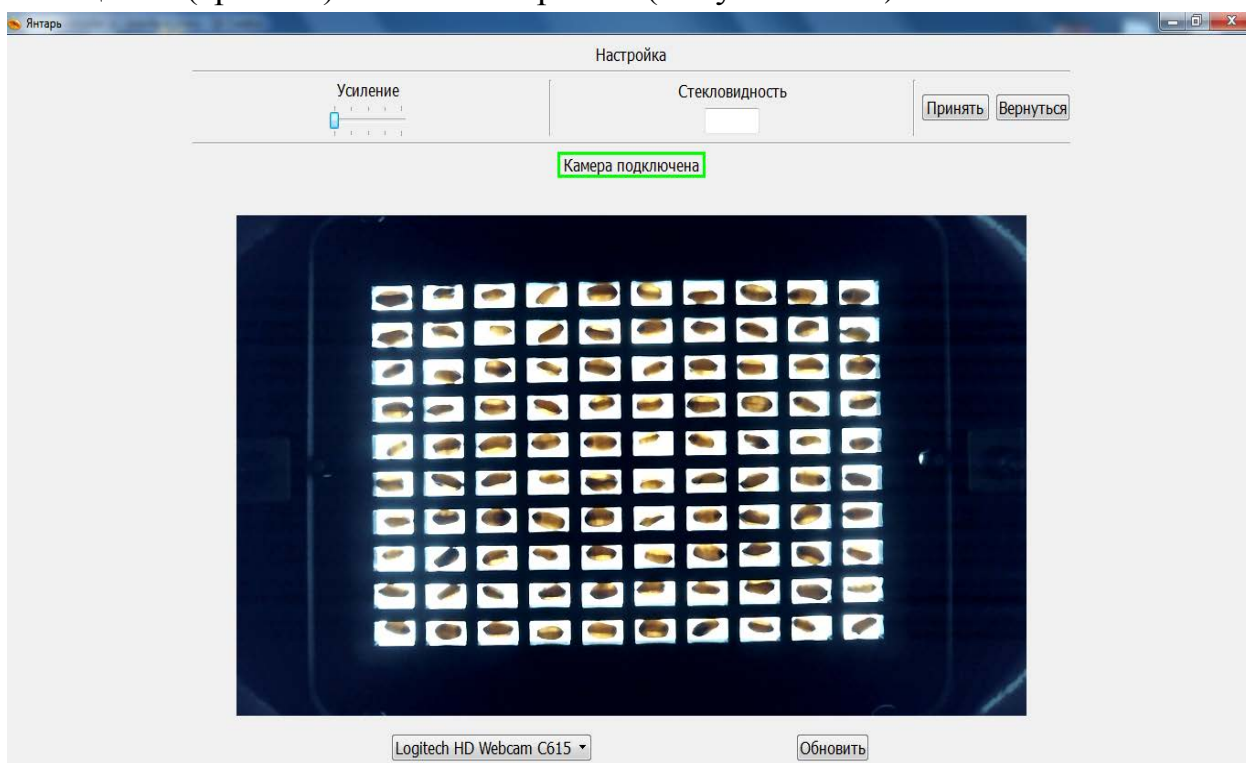 Янтарь
Настройка
Усиление
Стекловидность
Принять Вернуться
Камера подключена
Logitech HD Webcam C615
Обновить